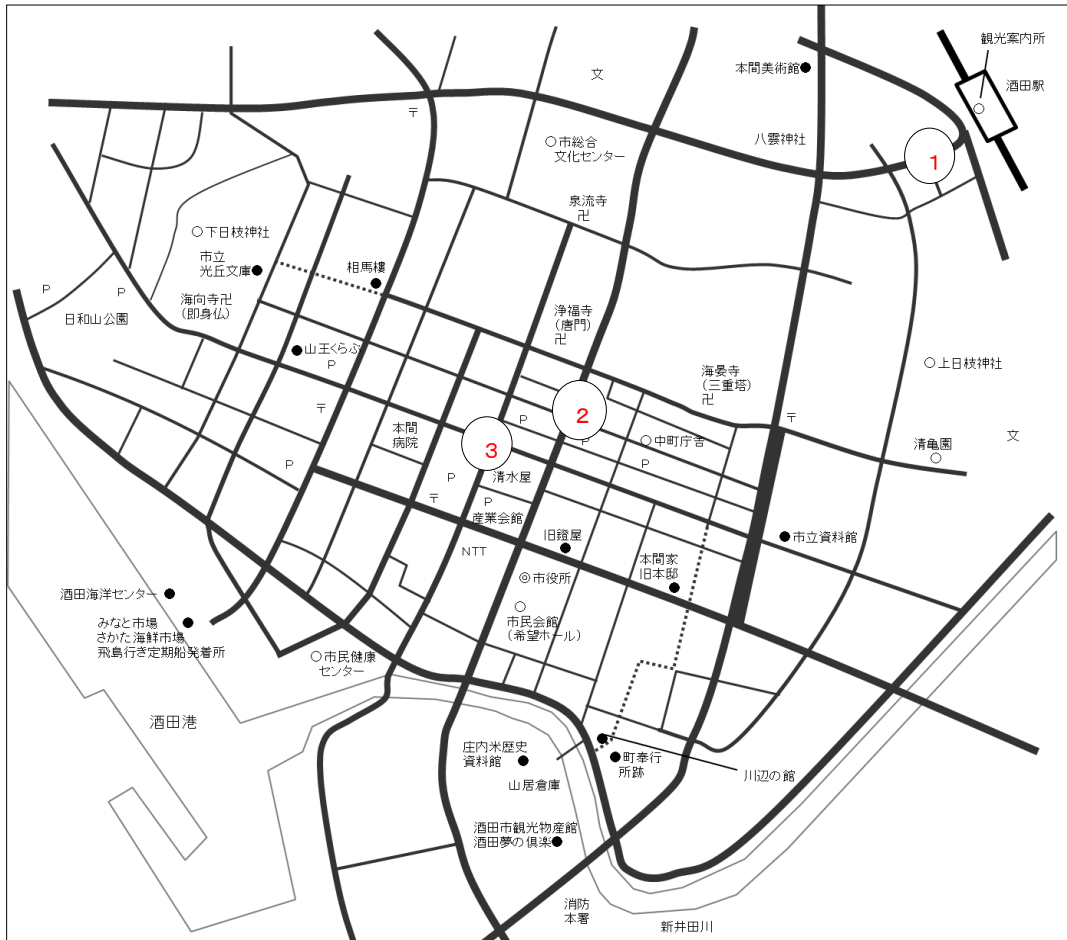 観光案内所
酒田駅
本間美術館
文
〒
八雲神社
1
○市総合
文化センター
泉流寺
卍
○下日枝神社
市立
光丘文庫
相馬樓
海向寺卍
(即身仏)
P
P
日和山公園
浄福寺
(唐門)
卍
山王くらぶ
P
海晏寺
(三重塔)
卍
上日枝神社
〒
〒
文
清亀園
2
P
P
本間
病院
3
中町庁舎
P
P
P
清水屋
〒
P
産業会館
旧鐙屋
市立資料館
NTT
本間家
旧本邸
◎市役所
市民会館
(希望ホール)
酒田海洋センター
みなと市場
さかた海鮮市場
飛島行き定期船発着所
○市民健康
センター
酒田港
庄内米歴史
資料館
山居倉庫
町奉行
所跡
川辺の館
酒田市観光物産館
酒田夢の倶楽
消防
本署
新井田川